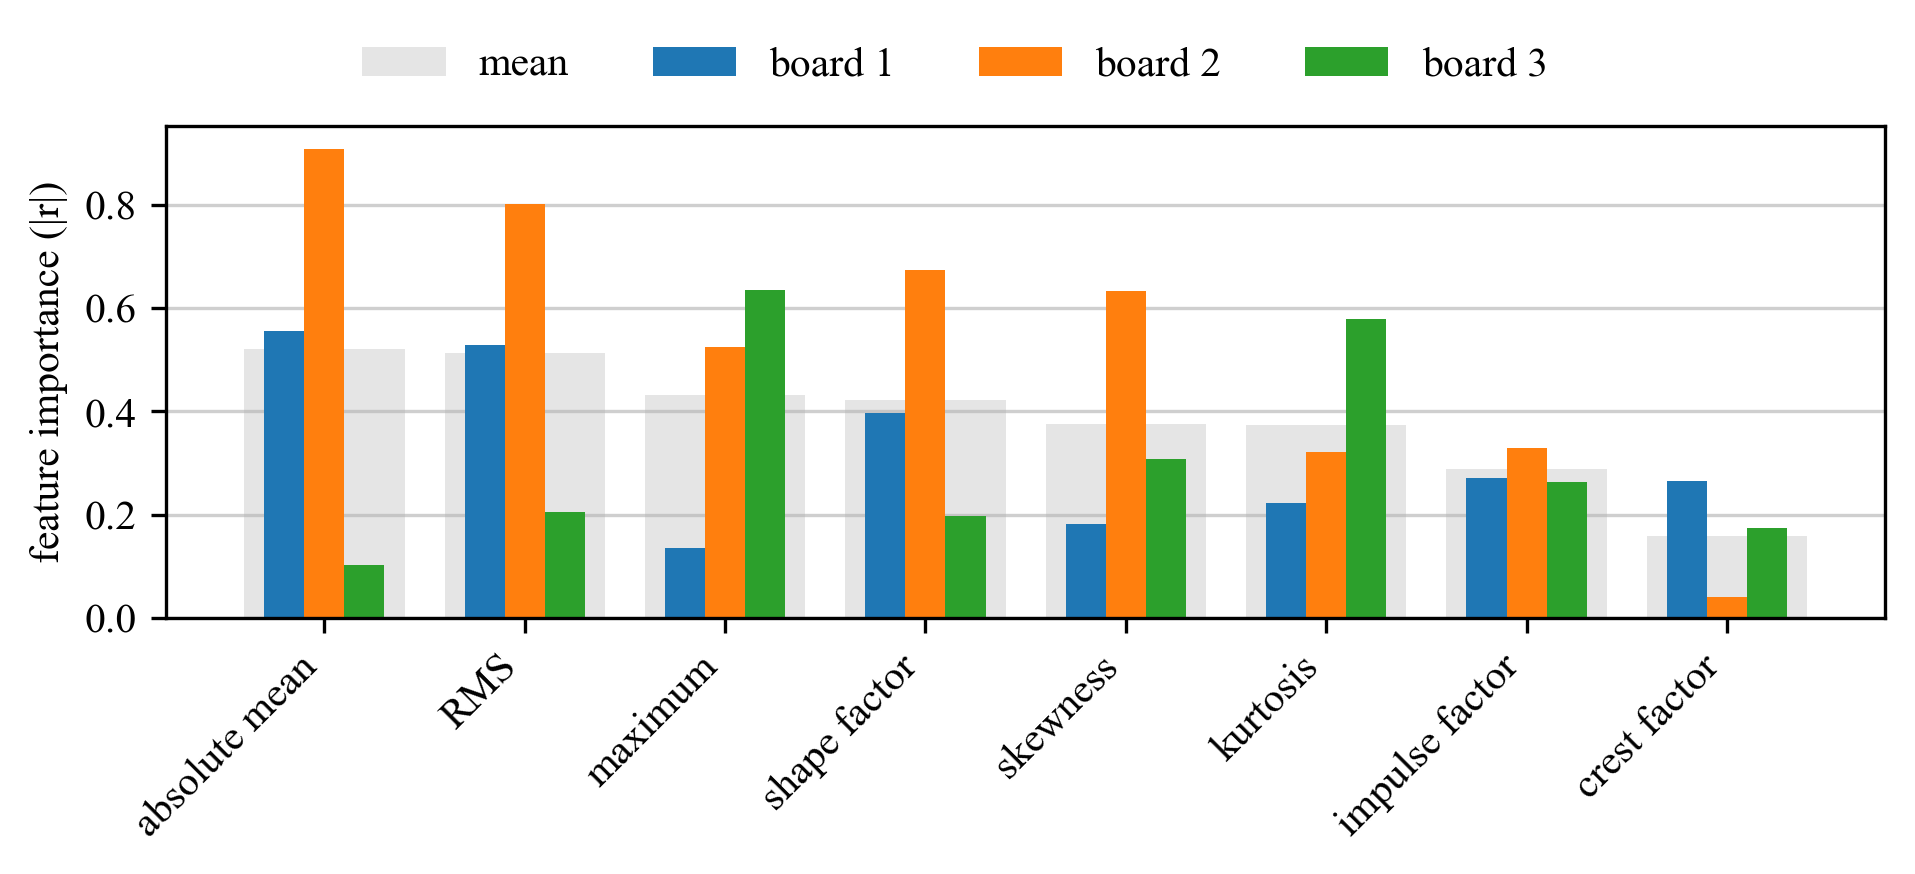 mean board 1 board 2 board 3
feature importance (|r|)
0.8
0.6
0.4
0.2
0.0
absolute mean
RMS
maximum
shape factor
skewness
kurtosis
impulse factor
crest factor